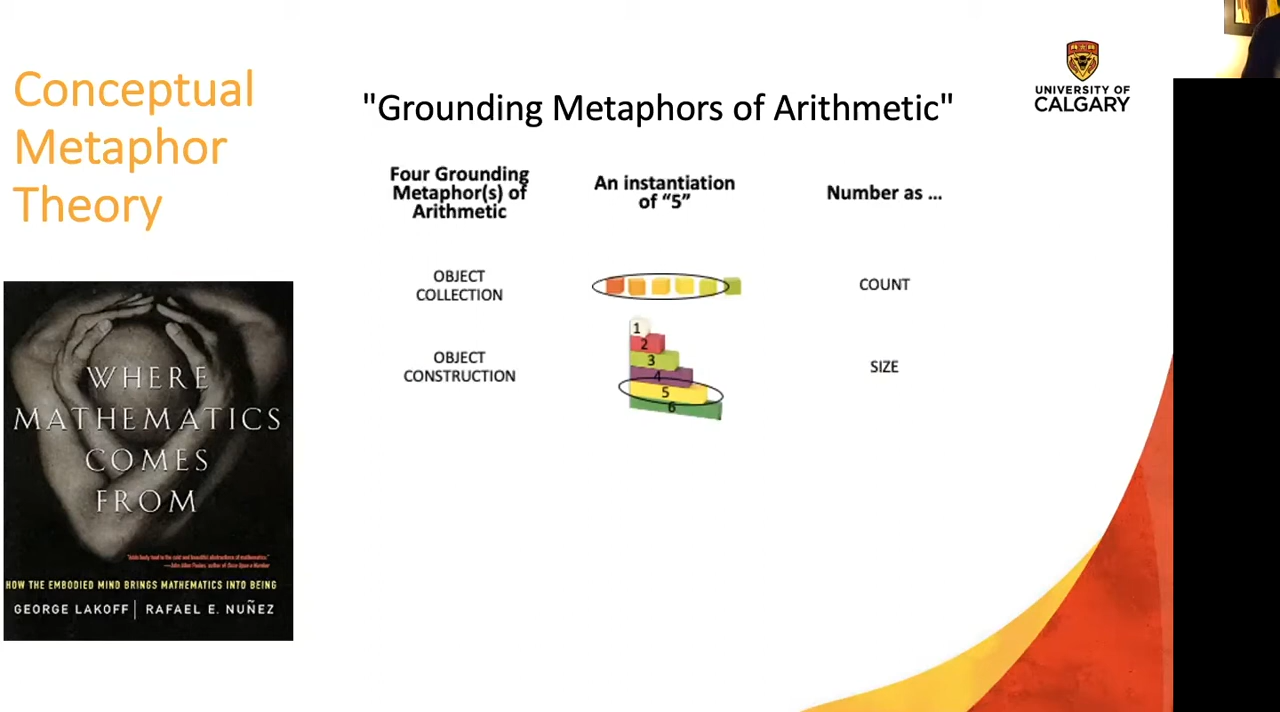 Conceptual
Metaphor
Theory
"Grounding Metaphors of Arithmetic"
UNIVERSITY OF
CALGARY
Four Grounding
Metaphor(s) of
Arithmetic
An instantiation
of “5”
Number as ...
OBJECT
COLLECTION
COUNT
OBJECT
CONSTRUCTION
1
2
3
4
5
6
SIZE
WHERE
MATHEMATICS
COMES
FROM
HOW THE EMBODIED MIND BRINGS MATHEMATICS INTO BEING
GEORGE LAKOFF | RAFAEL E. NUÑEZ